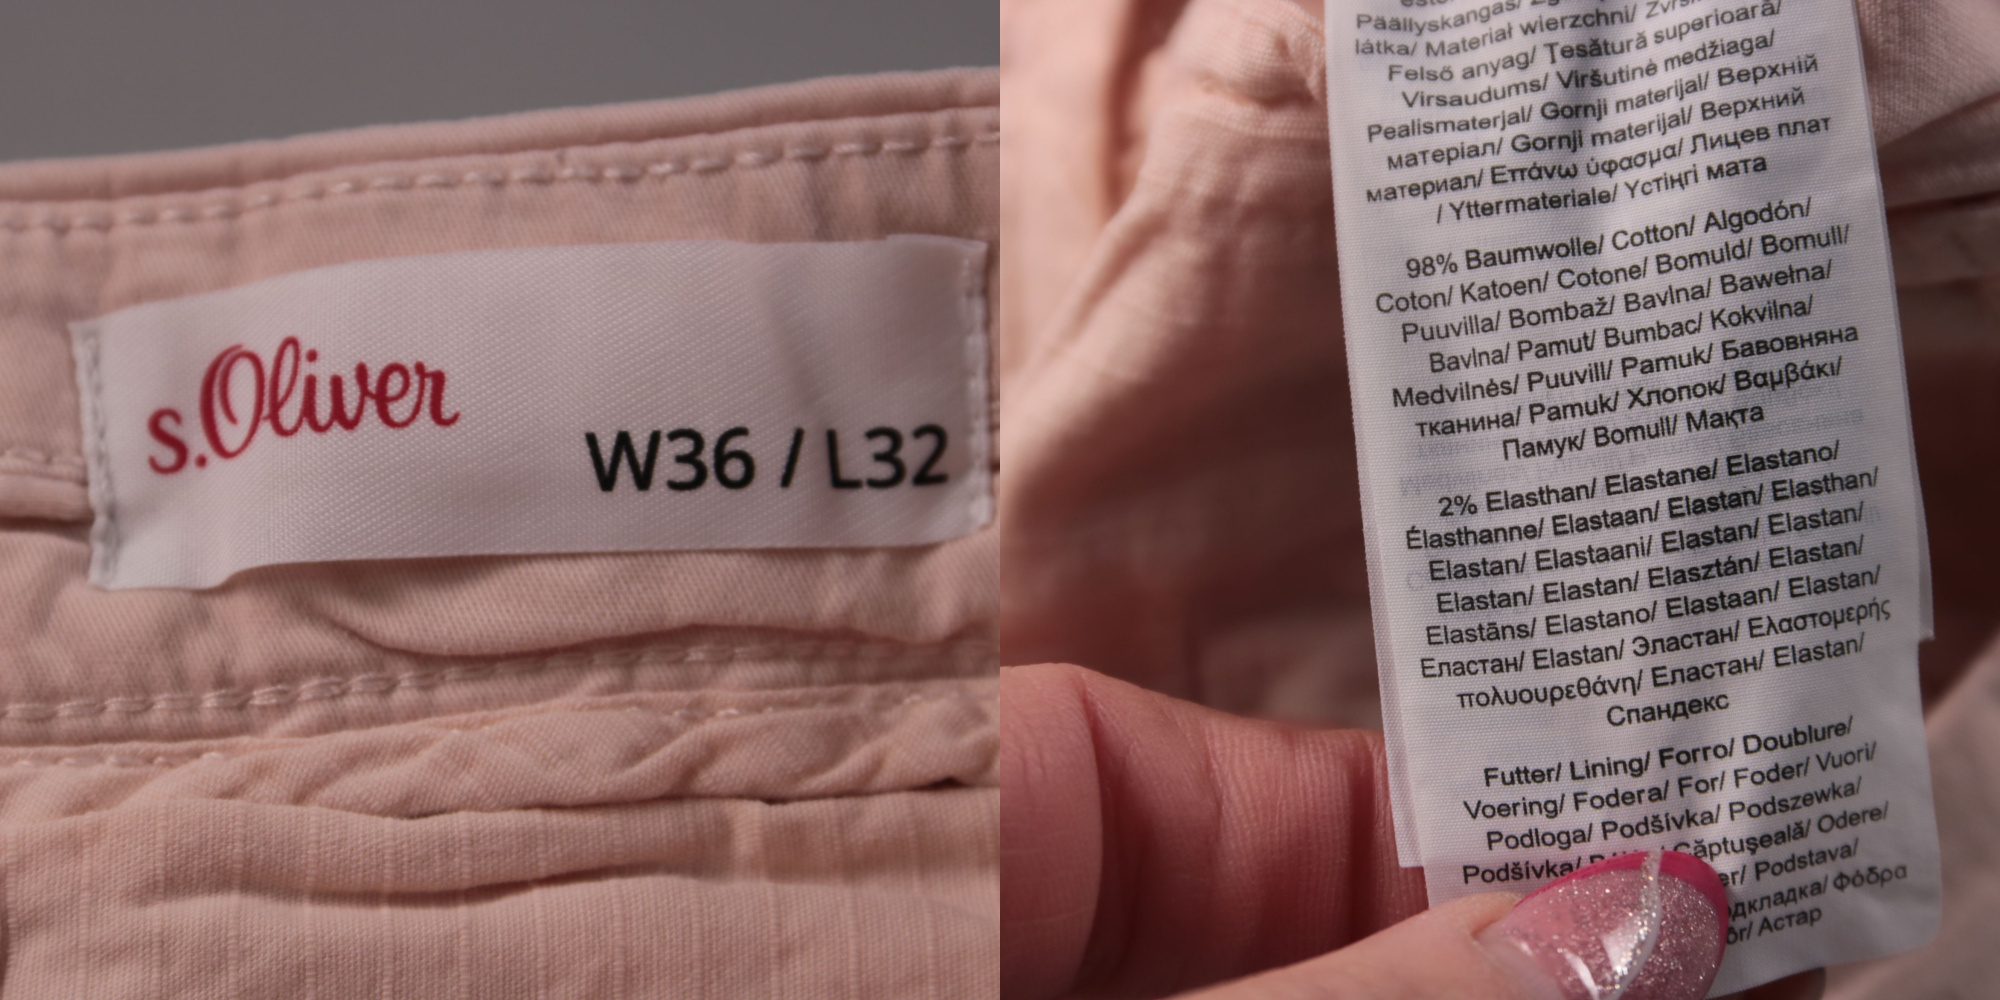 s.Oliver
W36 / L32
Päällyskangas/
látka/ Materiał wierzchni/
Felső anyag/ Țesătură superioară/
Virsaudums/ Viršutinė medžiaga/
Pealismaterjal/ Gornji materijal/ Верхній
матеріал/ Gornji materijal/ Верхний
материал/ Επάνω ύφασμα/ Лицев плат
/ Yttermateriale/ Үстіңгі мата
98% Baumwolle/ Cotton/ Algodón/
Coton/ Katoen/ Cotone/ Bomuld/ Bomull/
Puuvilla/ Bombaž/ Bavlna/ Bawełna/
Bavlna/ Pamut/ Bumbac/ Kokvilna/
Medvilnės/ Puuvill/ Pamuk/ Бавовняна
тканина/ Pamuk/ Хлопок/ Βαμβάκι/
Памук/ Bomull/ Мақта
2% Elasthan/ Elastane/ Elastano/
Élasthanne/ Elastaan/ Elastan/ Elasthan/
Elastan/ Elastaani/ Elastan/ Elastan/
Elastan/ Elastan/ Elasztán/ Elastan/
Elastāns/ Elastano/ Elastaan/ Elastan/
Еластан/ Elastan/ Эластан/ Ελαστομερής
πολυουρεθάνη/ Еластан/ Elastan/
Спандекс
Futter/ Lining/ Forro/ Doublure/
Voering/ Fodera/ For/ Foder/ Vuori/
Podloga/ Podšívka/ Podszewka/
Podšívka/ Căptuşeală/ Odere/
Podstava/
Φόδρα
Астар